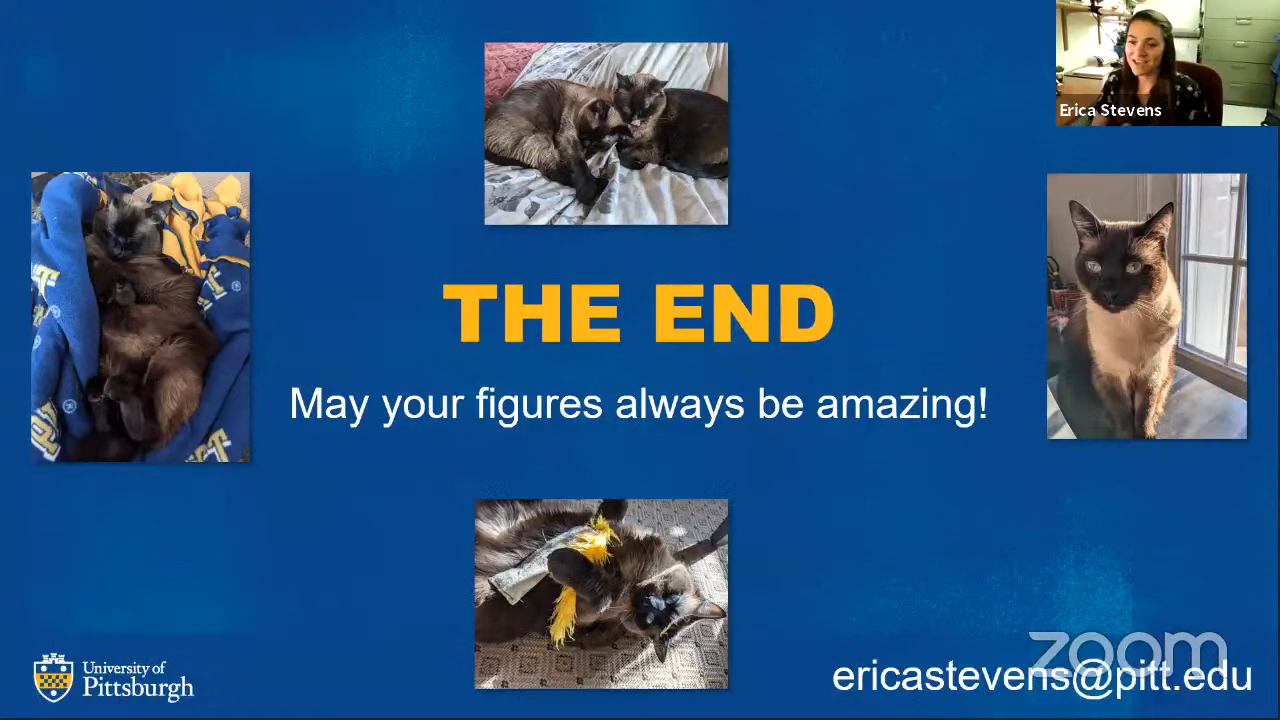 Erica Stevens
THE END
May your figures always be amazing!
University of
Pittsburgh
zoom
ericastevens@pitt.edu